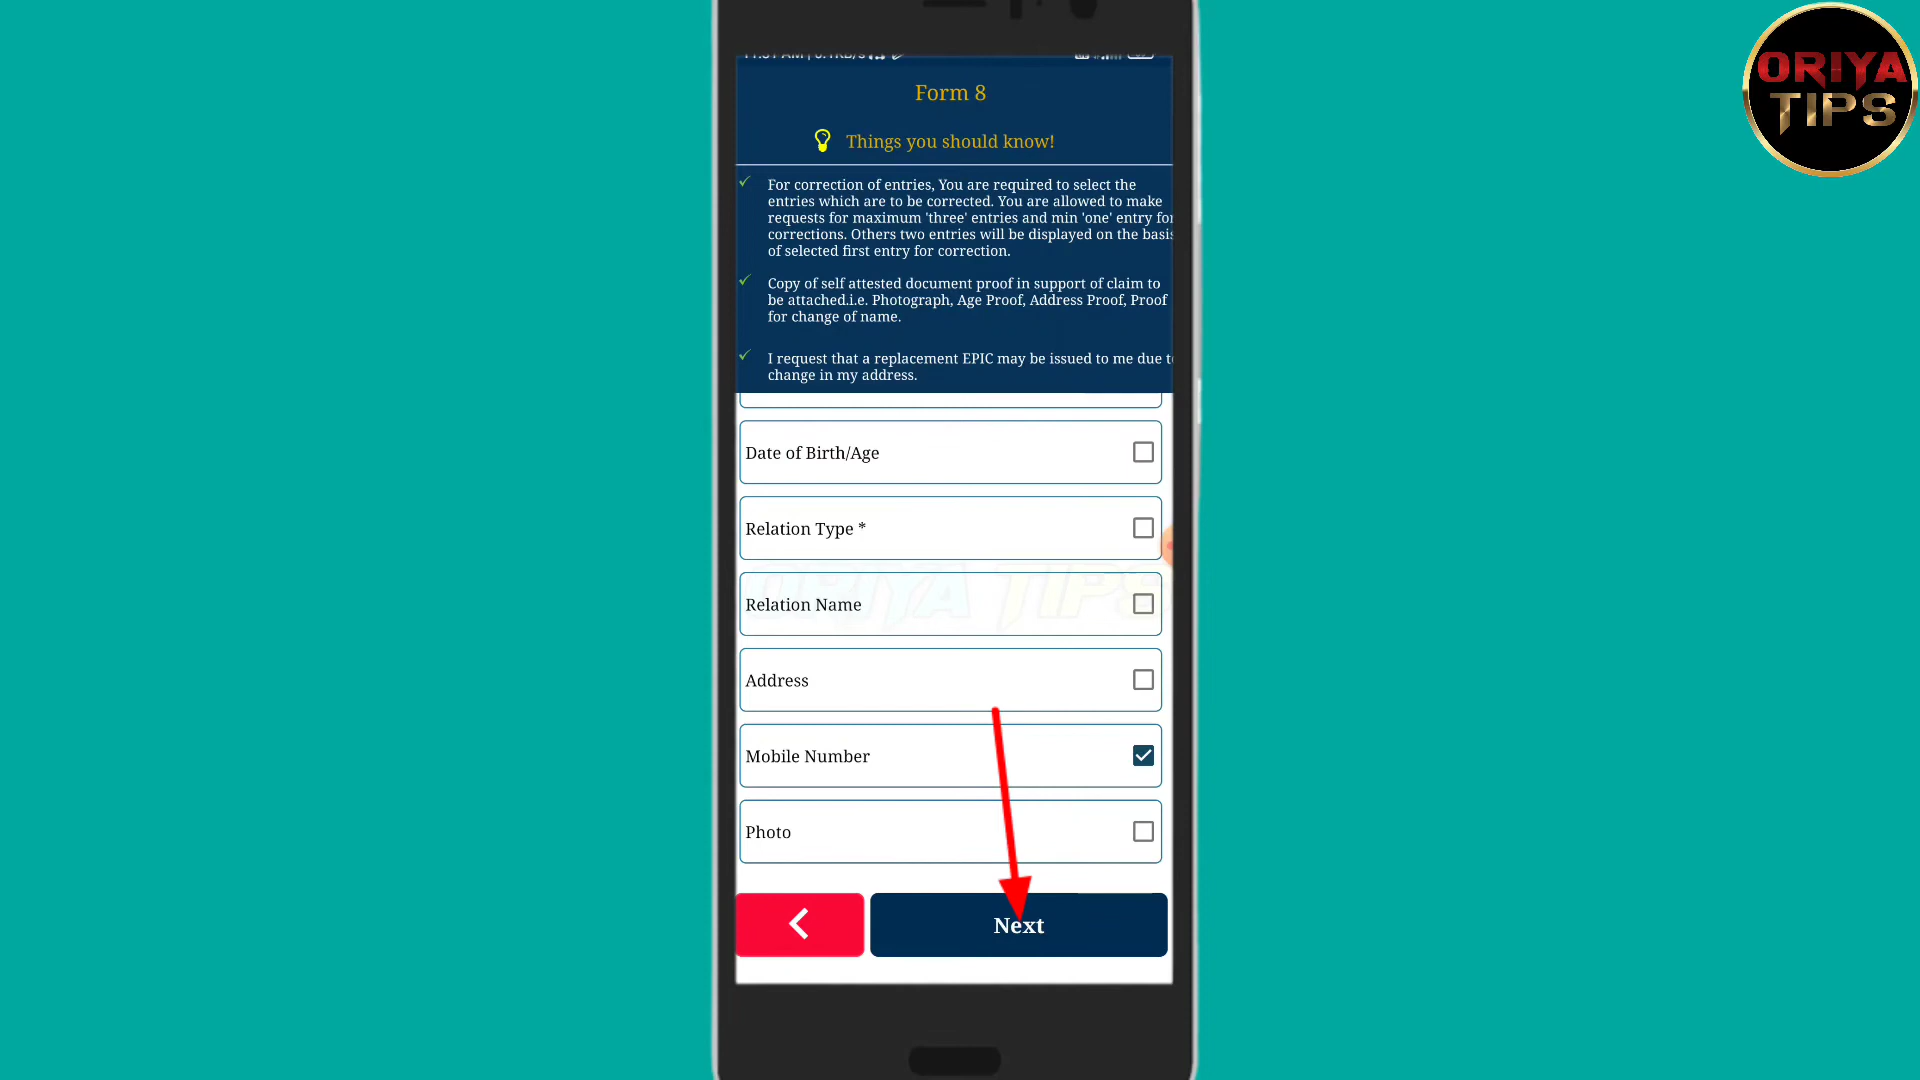 ORIYA
TIPS
Form 8
Things you should know!
For correction of entries, You are required to select the
entries which are to be corrected. You are allowed to make
requests for maximum 'three' entries and min 'one' entry for
corrections. Others two entries will be displayed on the basis
of selected first entry for correction.
Copy of self attested document proof in support of claim to
be attached.i.e. Photograph, Age Proof, Address Proof, Proof
for change of name.
I request that a replacement EPIC may be issued to me due to
change in my address.
Date of Birth/Age
Relation Type *
ORIYA TIPS
Relation Name
Address
Mobile Number
Photo
Next